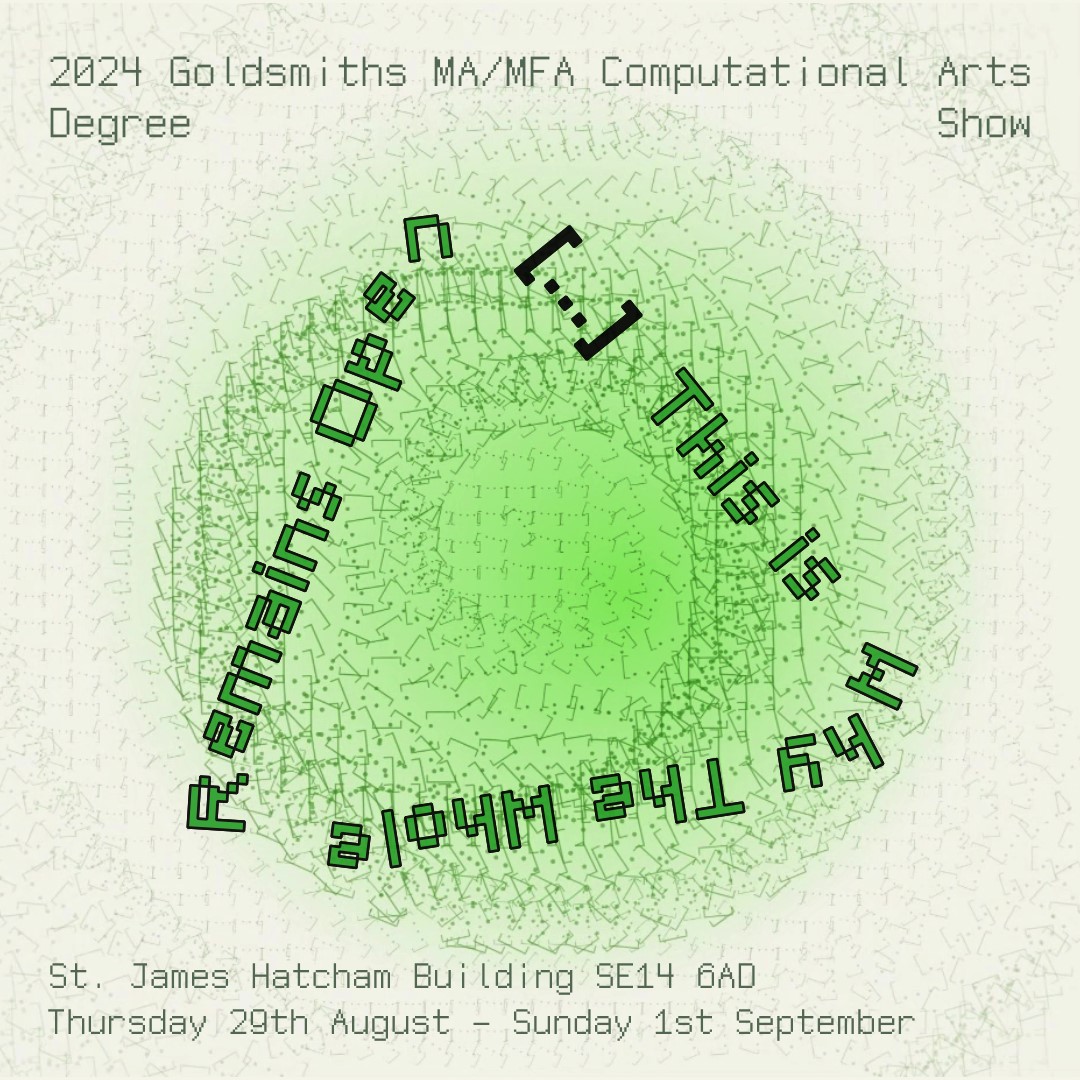 2024 Goldsmiths MA/MFA Computational Arts
Degree Show
[...] This is Why The Whole Remains Open
St. James Hatcham Building SE14 6AD
Thursday 29th August – Sunday 1st September